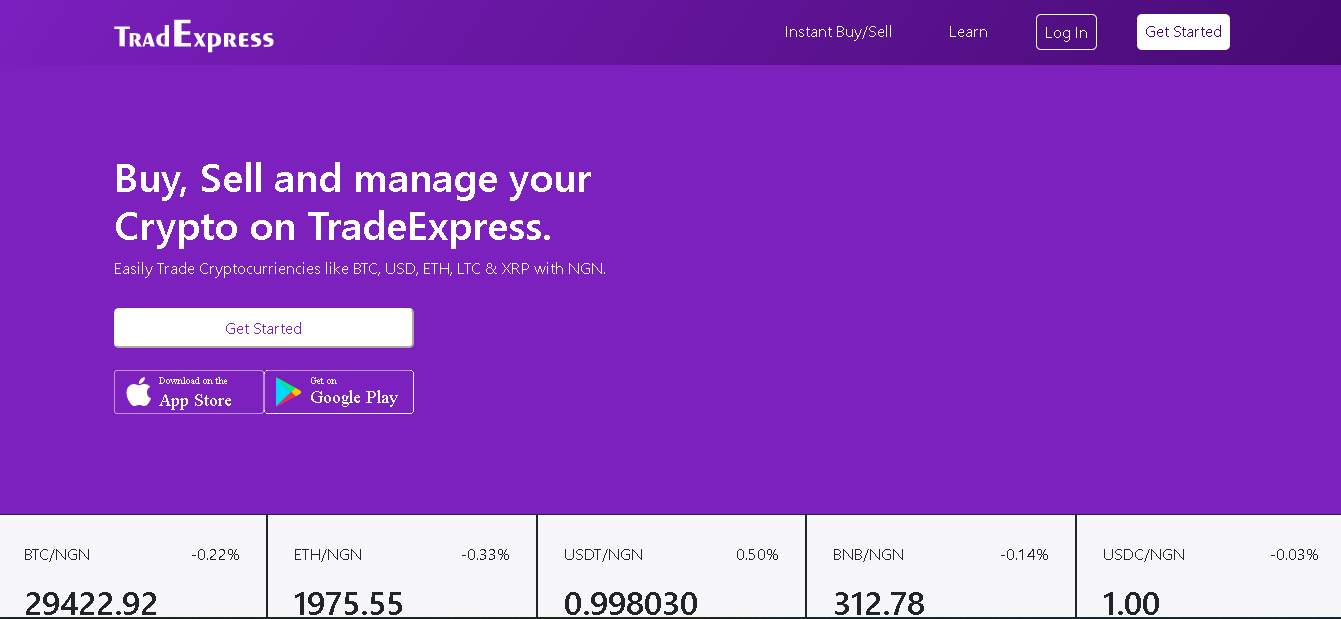 TRADEXPRESS
Instant Buy/Sell
Learn
Log In
Get Started
Buy, Sell and manage your
Crypto on TradeExpress.
Easily Trade Cryptocurriencies like BTC, USD, ETH, LTC & XRP with NGN.
Get Started
Download on the
App Store
Get on
Google Play
BTC/NGN -0.22%
29422.92
ETH/NGN -0.33%
1975.55
USDT/NGN 0.50%
0.998030
BNB/NGN -0.14%
312.78
USDC/NGN -0.03%
1.00